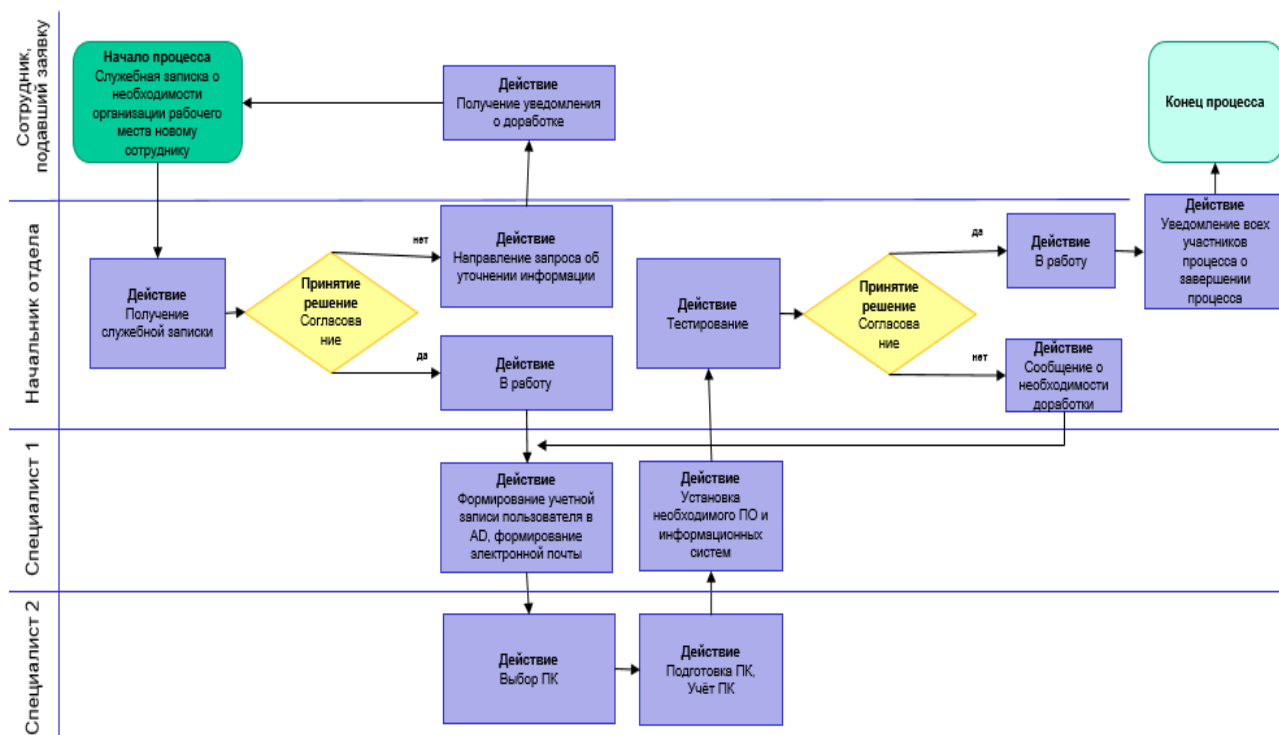 Сотрудник,
подавший заявку
Начало процесса
Служебная записка о
необходимости
организации рабочего
места новому
сотруднику
Действие
Получение уведомления
о доработке
Конец процесса
Начальник отдела
Действие
Получение
служебной записки
Принятие
решение
Согласова
ние
нет
да
Действие
Направление запроса об
уточнении информации
Действие
В работу
Действие
Тестирование
Принятие
решение
Согласова
ние
да
нет
Действие
В работу
Действие
Сообщение о
необходимости
доработки
Действие
Уведомление всех
участников
процесса о
завершении
процесса
Специалист 1
Действие
Формирование учетной
записи пользователя в
AD, формирование
электронной почты
Действие
Установка
необходимого ПО и
информационных
систем
Специалист 2
Действие
Выбор ПК
Действие
Подготовка ПК,
Учёт ПК